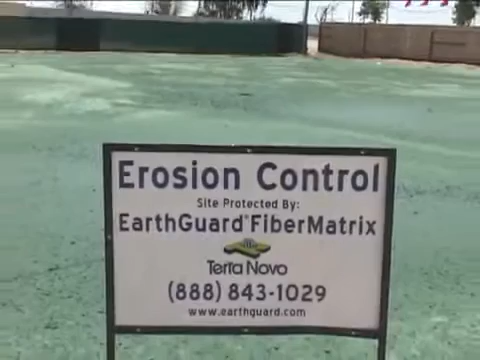 Erosion Control
Site Protected By:
EarthGuard®FiberMatrix
Terra Novo
(888) 843-1029
www.earthguard.com